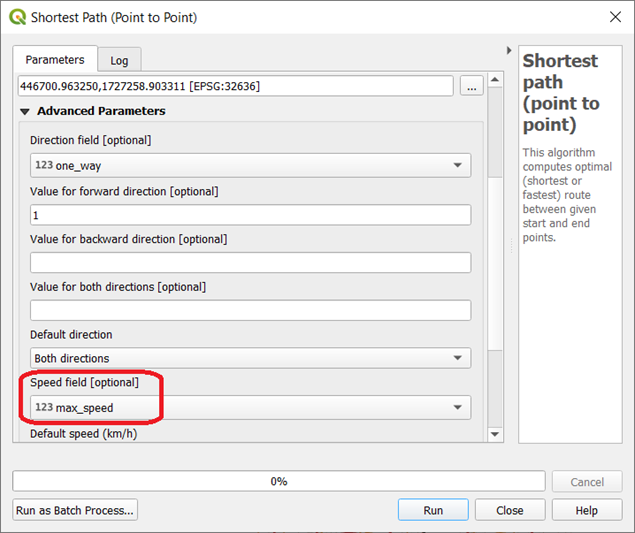 Shortest Path (Point to Point)
Parameters
Log
446700.963250,1727258.903311 [EPSG:32636]
...
Advanced Parameters
Direction field [optional]
123 one_way
Value for forward direction [optional]
1
Value for backward direction [optional]
Value for both directions [optional]
Default direction
Both directions
Speed field [optional]
123 max_speed
Default speed (km/h)
Shortest
path
(point to
point)
This algorithm
computes optimal
(shortest or
fastest) route
between given
start and end
points.
0%
Cancel
Run as Batch Process...
Run
Close
Help